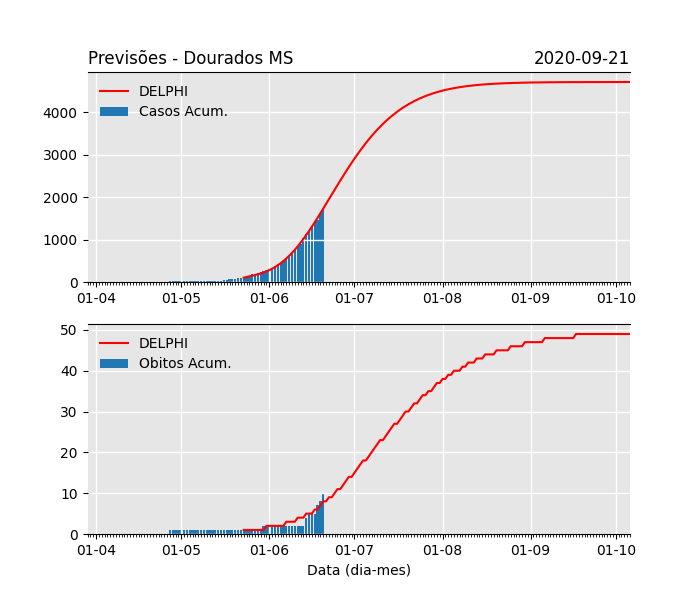 Previsões - Dourados MS 2020-09-21
DELPHI
Casos Acum.
4000
3000
2000
1000
0
01-04 01-05 01-06 01-07 01-08 01-09 01-10
DELPHI
Obitos Acum.
50
40
30
20
10
0
01-04 01-05 01-06 01-07 01-08 01-09 01-10
Data (dia-mes)